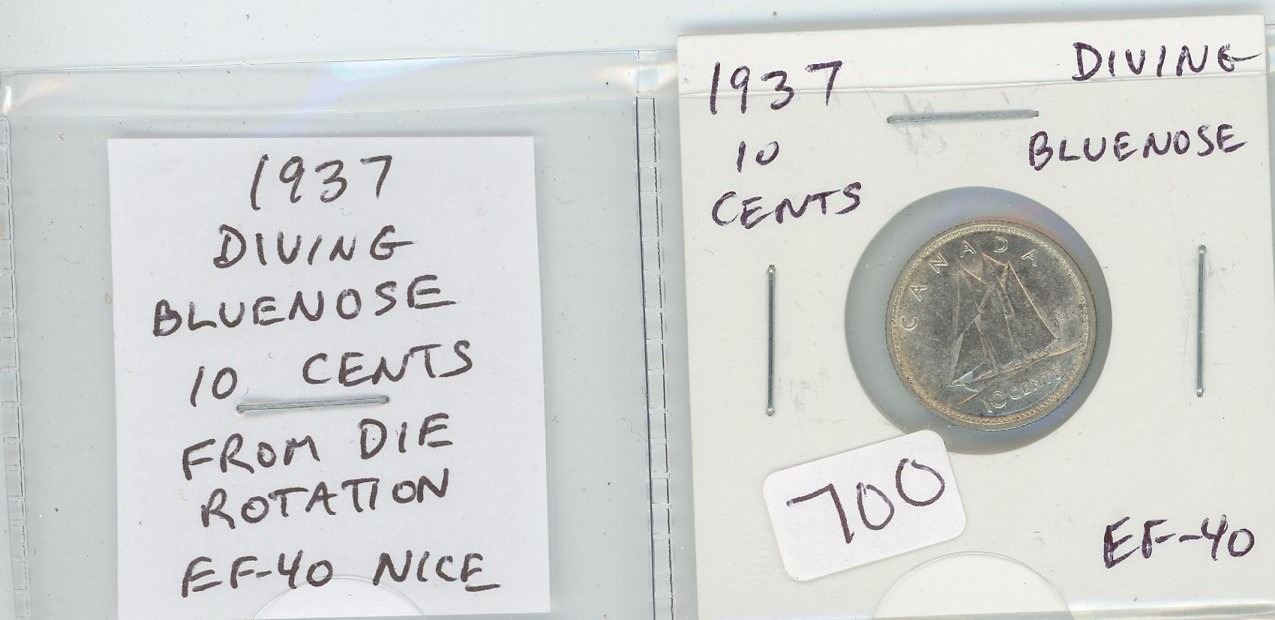 1937
DIVING
BLUENOSE
10 CENTS
FROM DIE
ROTATION
EF-40 NICE
1937
10
CENTS
DIVING
BLUENOSE
CANADA
10 CENTS
700
EF-40